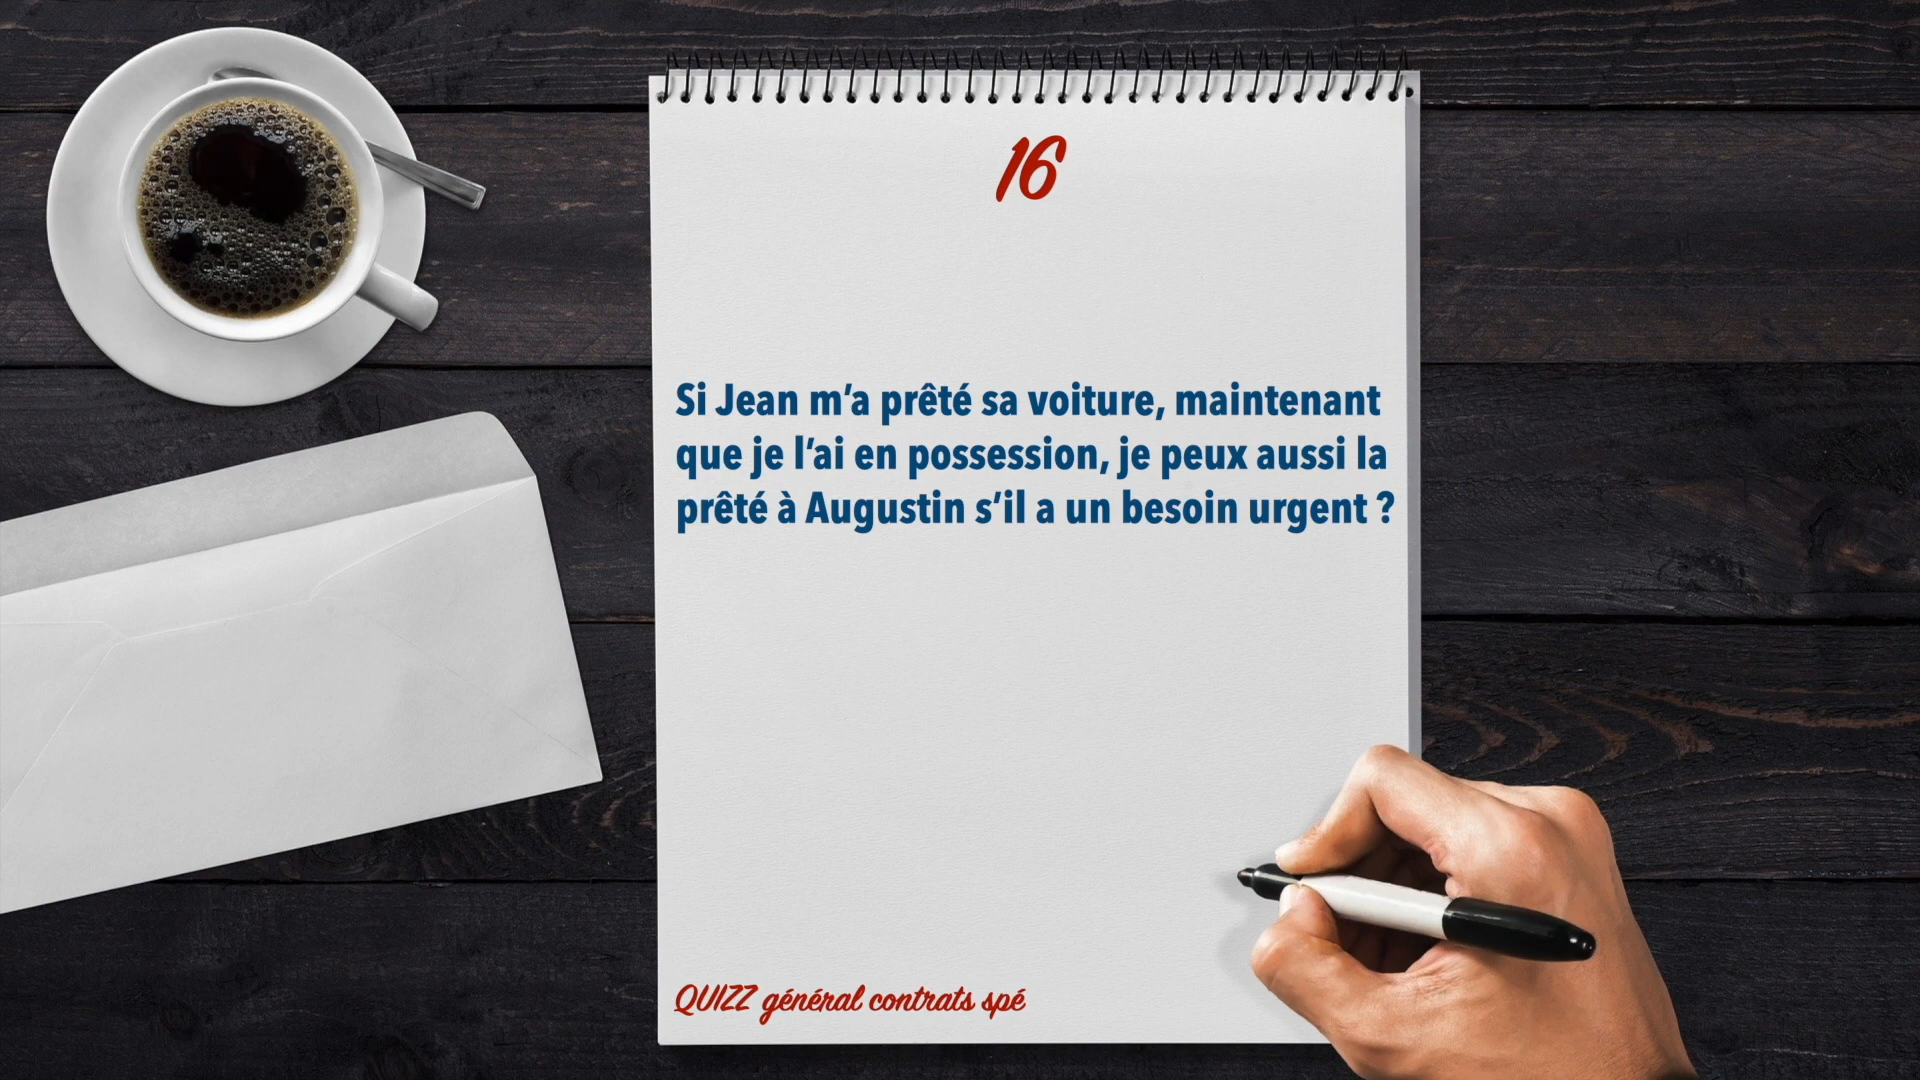 16
Si Jean m’a prêté sa voiture, maintenant
que je l’ai en possession, je peux aussi la
prêté à Augustin s’il a un besoin urgent ?
QUIZZ général contrats spé